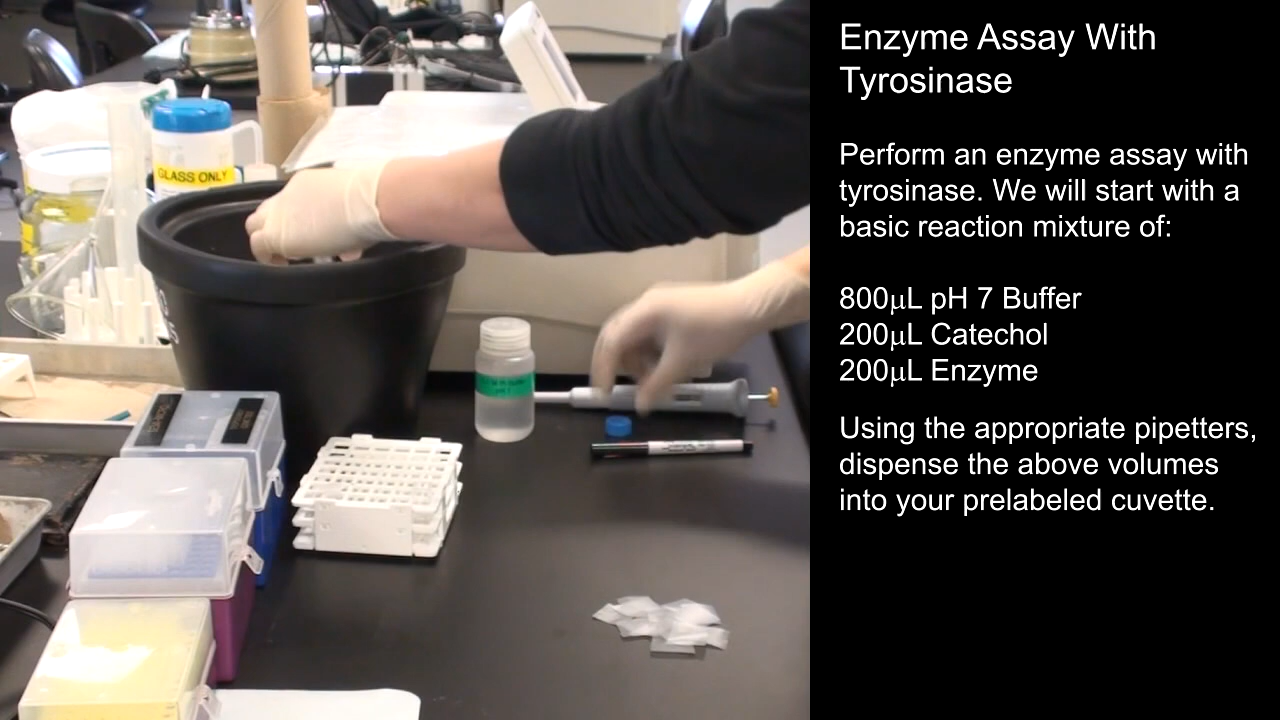 Enzyme Assay With
Tyrosinase
Perform an enzyme assay with
tyrosinase. We will start with a
basic reaction mixture of:
800µL pH 7 Buffer
200µL Catechol
200µL Enzyme
Using the appropriate pipetters,
dispense the above volumes
into your prelabeled cuvette.
GLASS ONLY